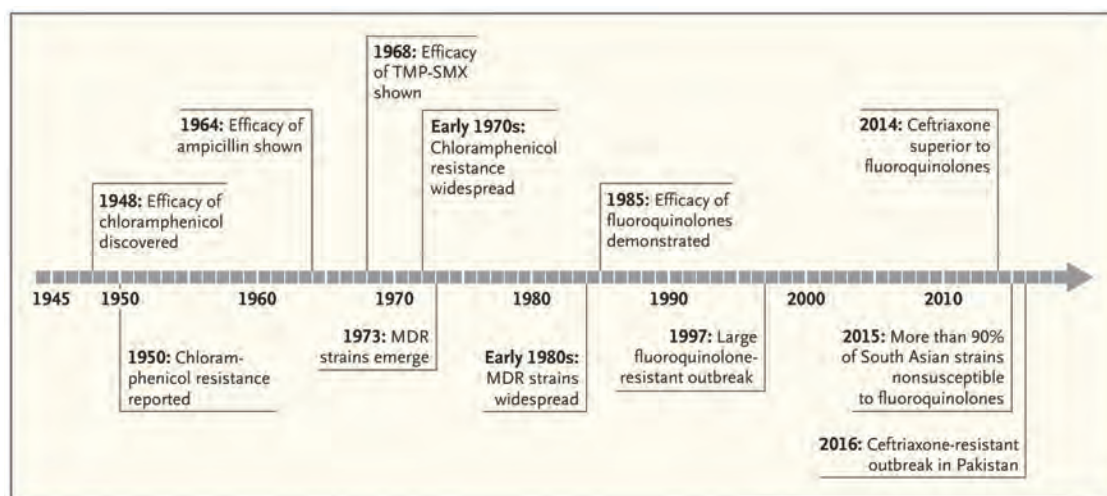 1968: Efficacy
of TMP-SMX
shown
1964: Efficacy of
ampicillin shown
Early 1970s:
Chloramphenicol
resistance
widespread
2014: Ceftriaxone
superior to
fluoroquinolones
1948: Efficacy of
chloramphenicol
discovered
1985: Efficacy of
fluoroquinolones
demonstrated
1945 1950 1960 1970 1980 1990 2000 2010
1950: Chloram-
phenicol resistance
reported
1973: MDR
strains emerge
Early 1980s:
MDR strains
widespread
1997: Large
fluoroquinolone-
resistant outbreak
2015: More than 90%
of South Asian strains
nonsusceptible
to fluoroquinolones
2016: Ceftriaxone-resistant
outbreak in Pakistan